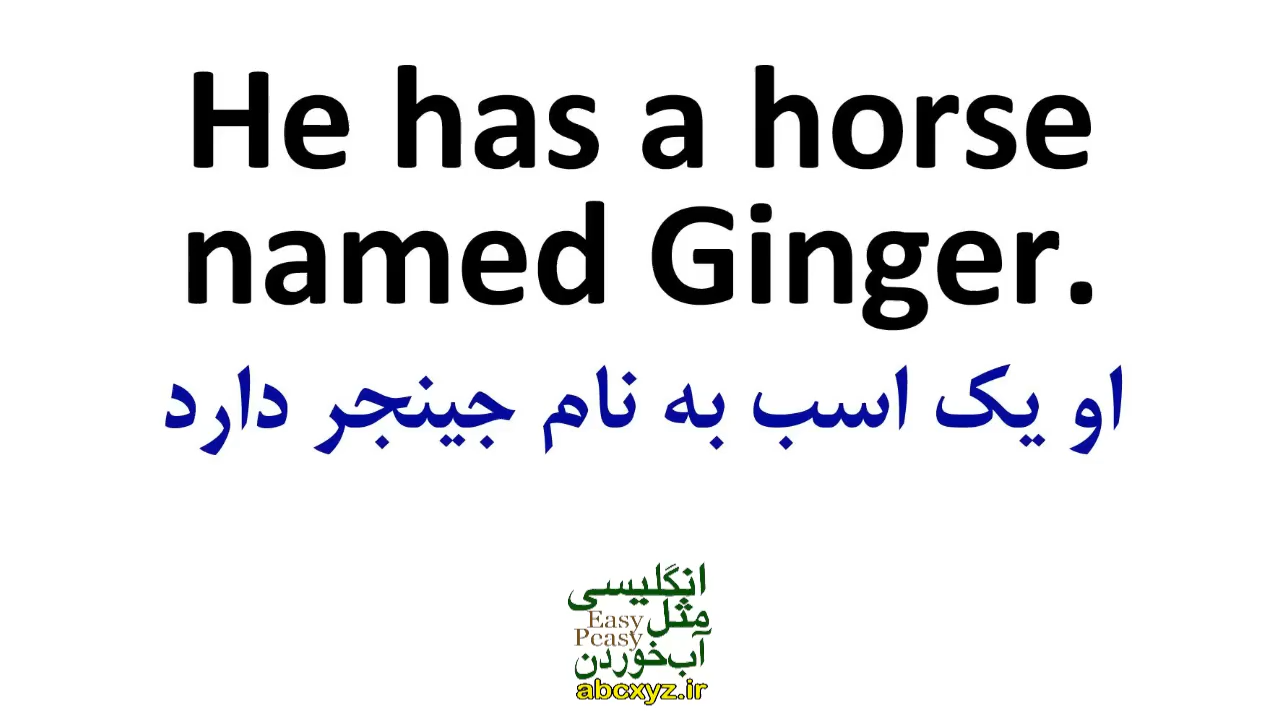 He has a horse
named Ginger.
او یک اسب به نام جینجر دارد
انگلیسی
مثل
Easy
Pcasy
آب‌خوردن
abcxyz.ir